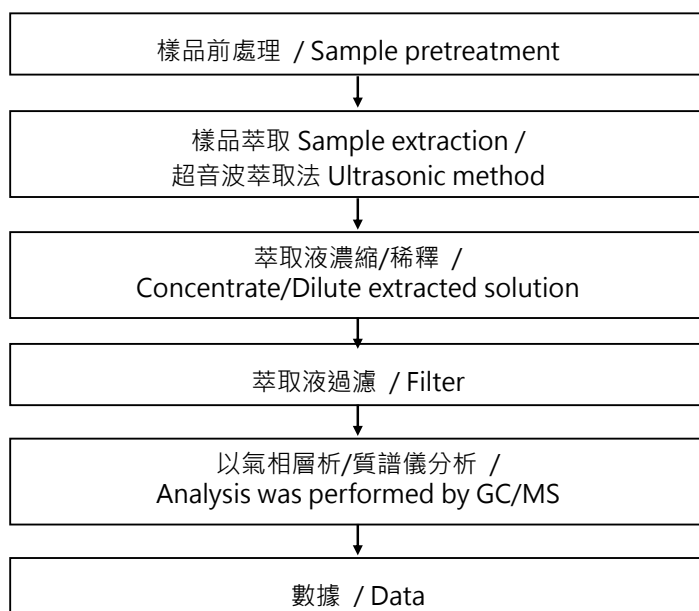 樣品前處理 / Sample pretreatment
樣品萃取 Sample extraction /
超音波萃取法 Ultrasonic method
萃取液濃縮/稀釋 /
Concentrate/Dilute extracted solution
萃取液過濾 / Filter
以氣相層析/質譜儀分析 /
Analysis was performed by GC/MS
數據 / Data